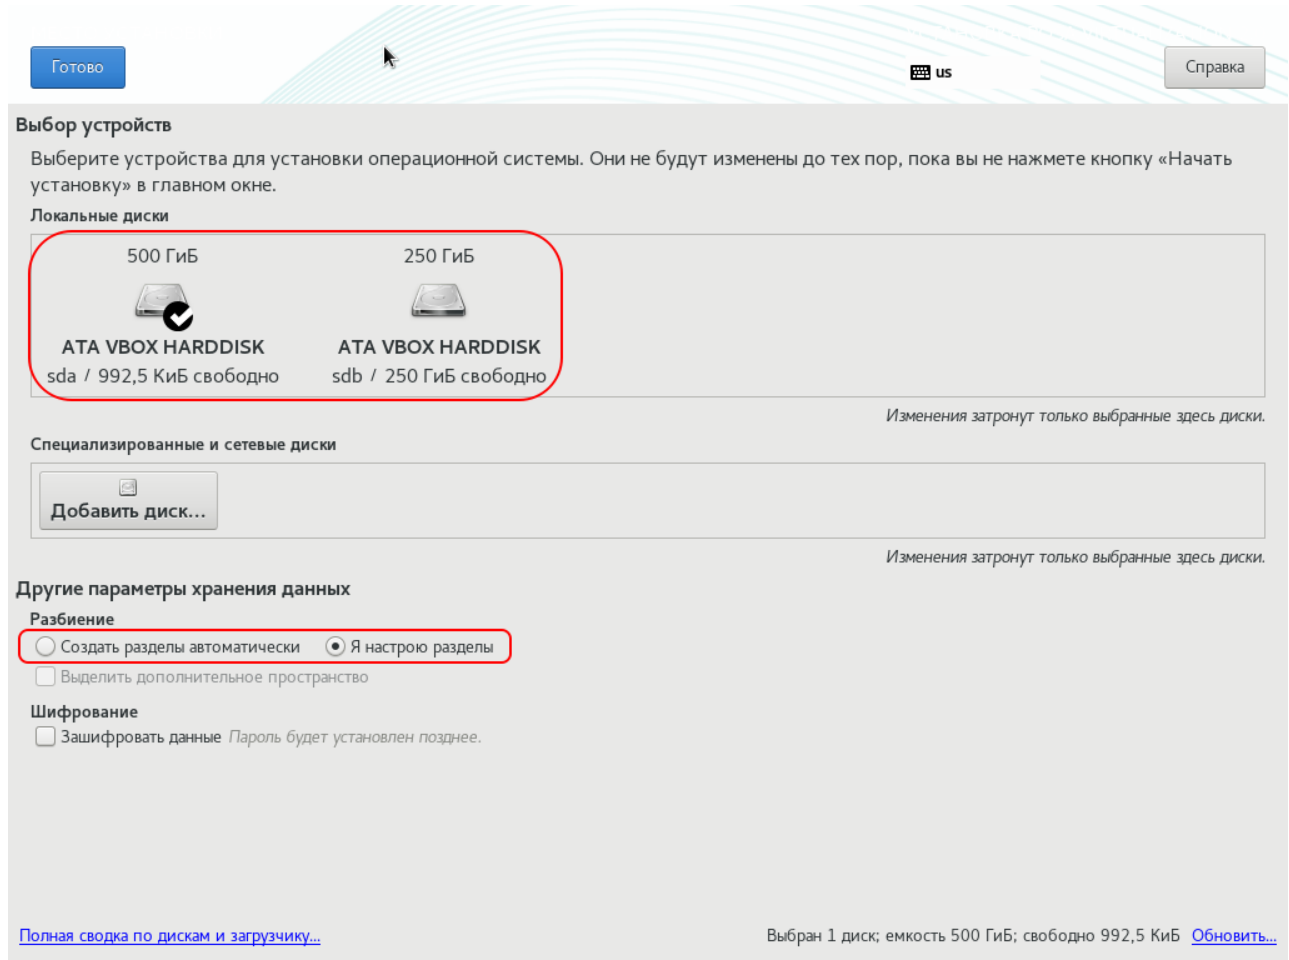 Готово
us
Справка
Выбор устройств
Выберите устройства для установки операционной системы. Они не будут изменены до тех пор, пока вы не нажмете кнопку «Начать
установку» в главном окне.
Локальные диски
500 ГиБ
250 ГиБ
ATA VBOX HARDDISK
ATA VBOX HARDDISK
sda / 992,5 КиБ свободно
sdb / 250 ГиБ свободно
Изменения затронут только выбранные здесь диски.
Специализированные и сетевые диски
Добавить диск...
Изменения затронут только выбранные здесь диски.
Другие параметры хранения данных
Разбиение
Создать разделы автоматически
Я настрою разделы
Выделить дополнительное пространство
Шифрование
Зашифровать данные Пароль будет установлен позднее.
Полная сводка по дискам и загрузчику...
Выбран 1 диск; емкость 500 ГиБ; свободно 992,5 КиБ Обновить...